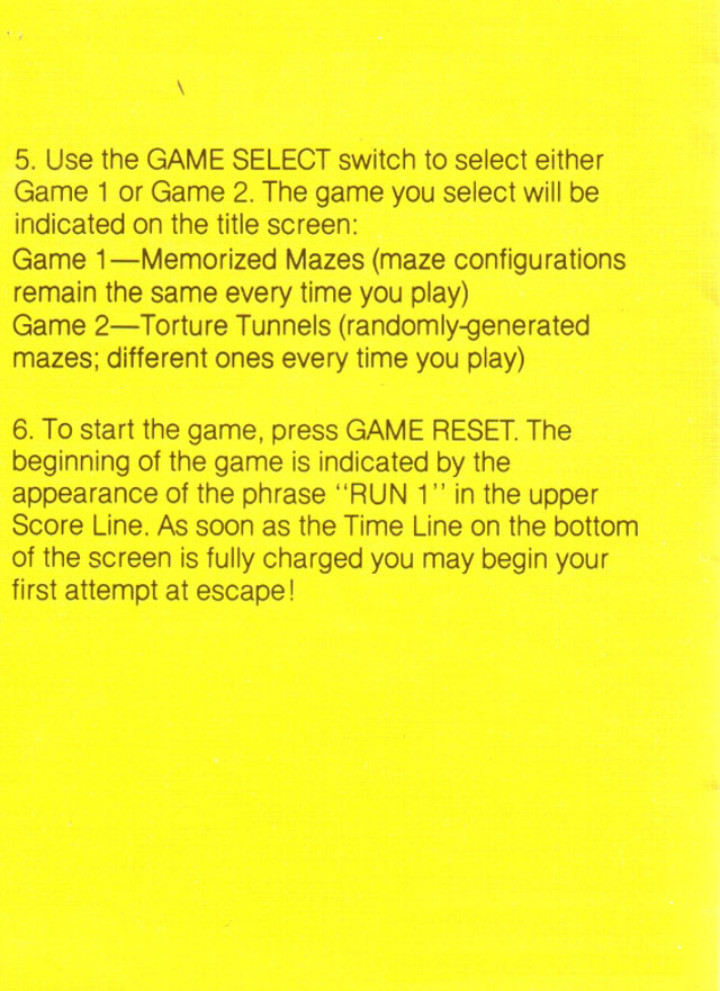 5. Use the GAME SELECT switch to select either
Game 1 or Game 2. The game you select will be
indicated on the title screen:
Game 1—Memorized Mazes (maze configurations
remain the same every time you play)
Game 2—Torture Tunnels (randomly-generated
mazes; different ones every time you play)
6. To start the game, press GAME RESET. The
beginning of the game is indicated by the
appearance of the phrase ‘‘RUN 1’’ in the upper
Score Line. As soon as the Time Line on the bottom
of the screen is fully charged you may begin your
first attempt at escape!